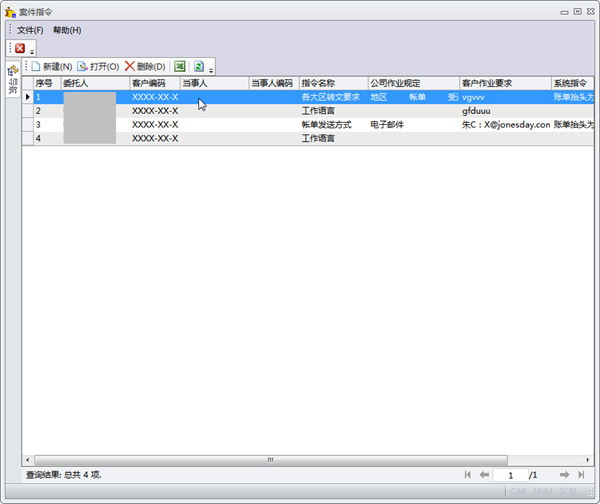 案件指令
文件(F) 帮助(H)
新建(N) 打开(O) 删除(D)
导航
序号 委托人 客户编码 当事人 当事人编码 指令名称 公司作业规定 客户作业要求 系统指令
1 XXXX-XX-X 各大区转文要求 地区 帐单 受 vgvvv 账单抬头为
2 XXXX-XX-X 工作语言 gfduuu
3 XXXX-XX-X 帐单发送方式 电子邮件 朱C：X@jonesday.com 账单抬头为
4 XXXX-XX-X 工作语言
查询结果: 总共 4 项. 1 /1
CAP NUM SCRL